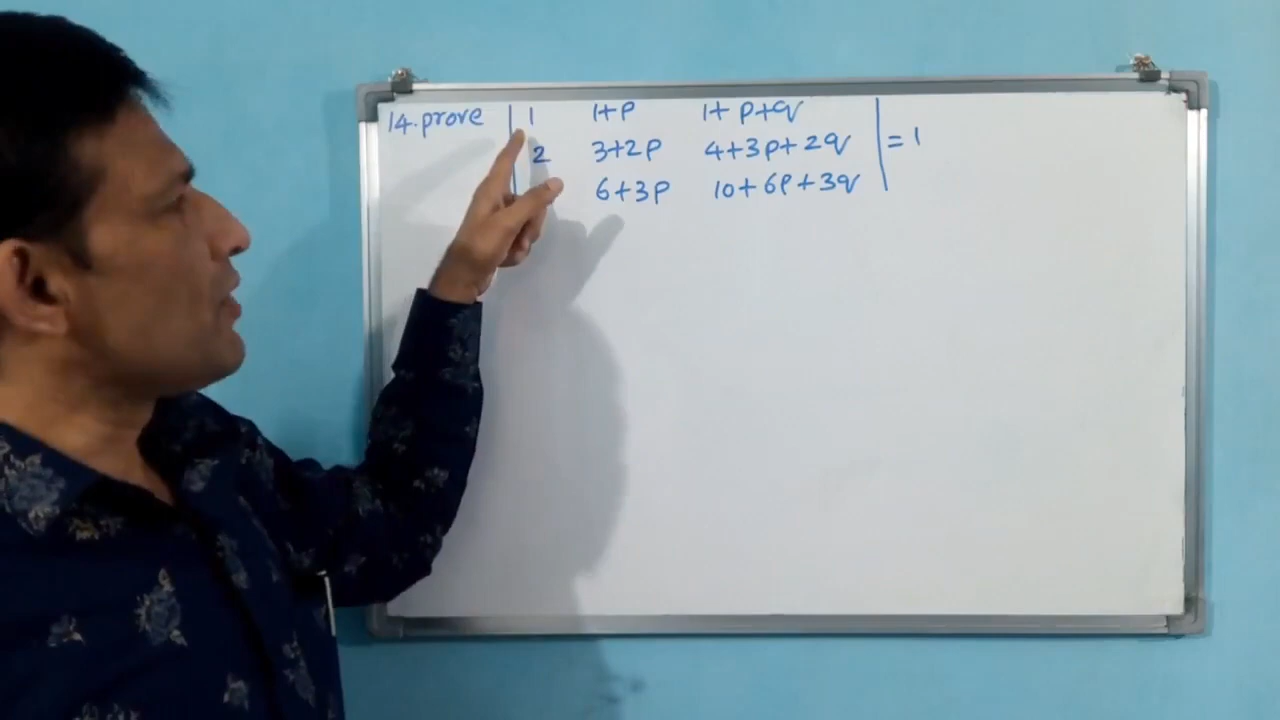 14. prove | 1 1+p 1+p+q |
2 3+2p 4+3p+2q = 1
6+3p 10+6p+3q